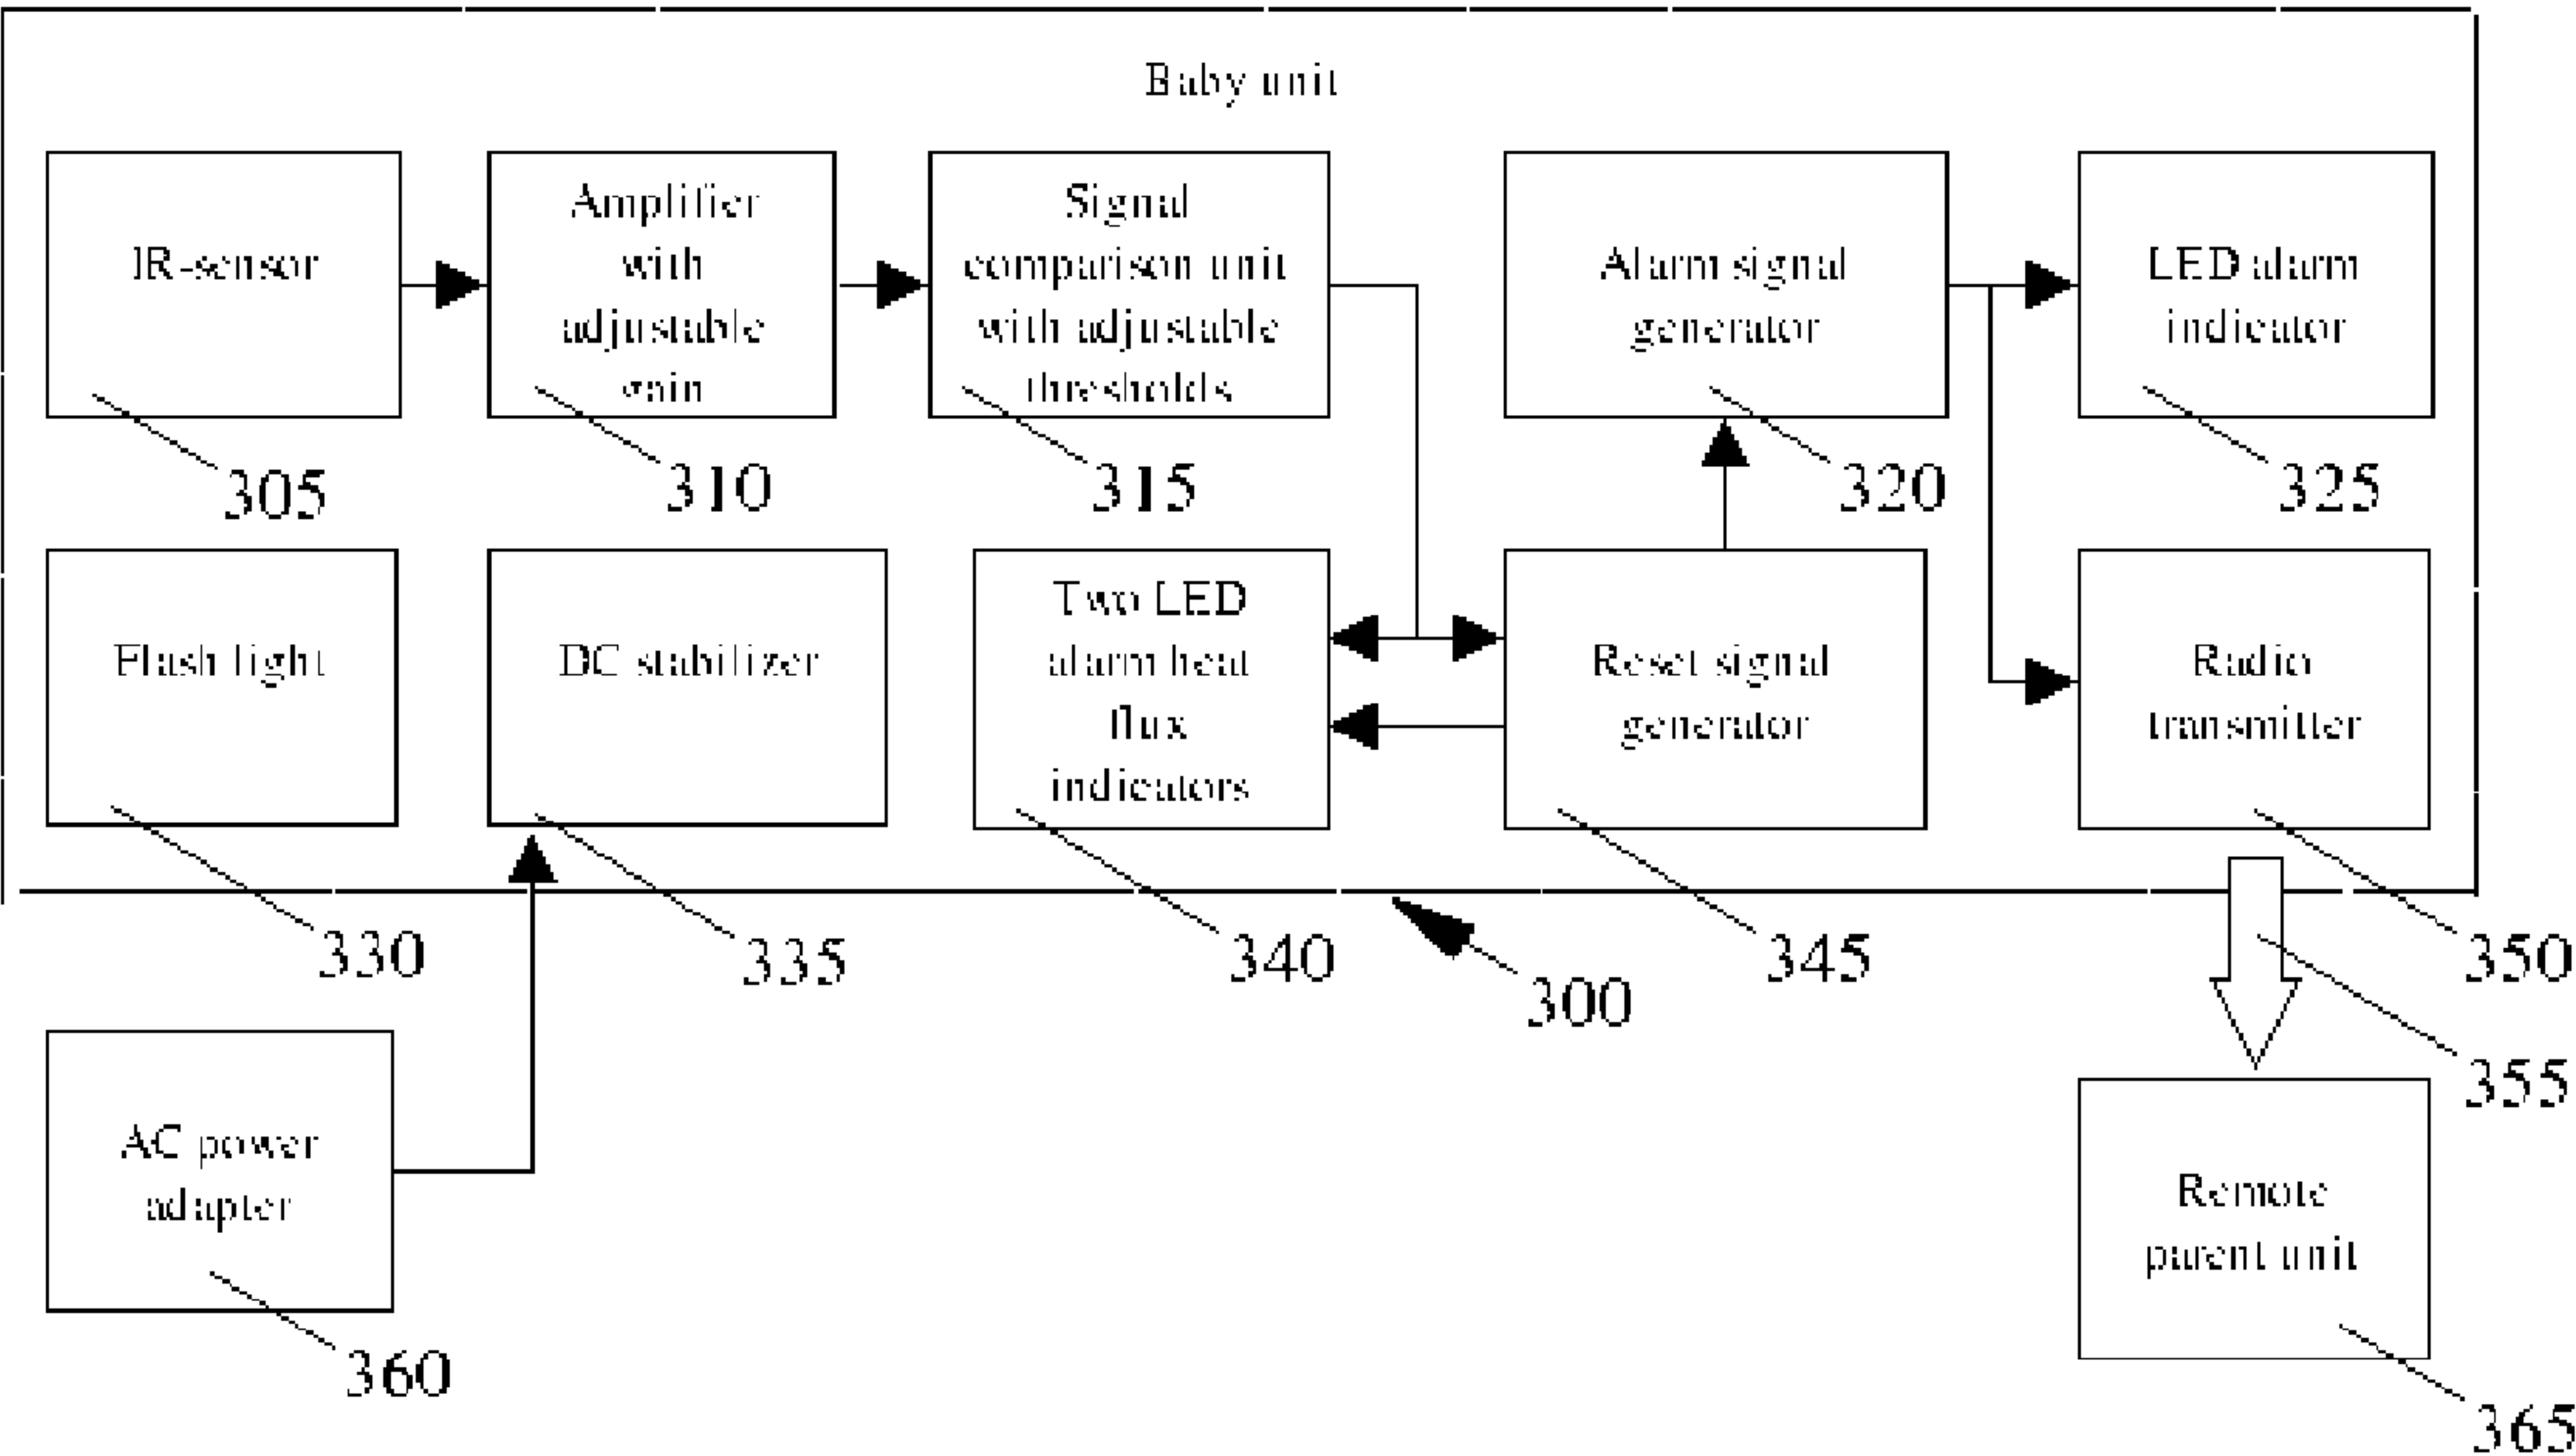 Baby unit
IR-sensor
Amplifier
with
adjustable
gain
Signal
comparison unit
with adjustable
thresholds
Alarm signal
generator
LED alarm
indicator
305
310
315
320
325
Flash light
DC stabilizer
Two LED
alarm heat
flux
indicators
Reset signal
generator
Radio
transmitter
330
335
340
300
345
350
355
AC power
adapter
360
Remote
parent unit
365